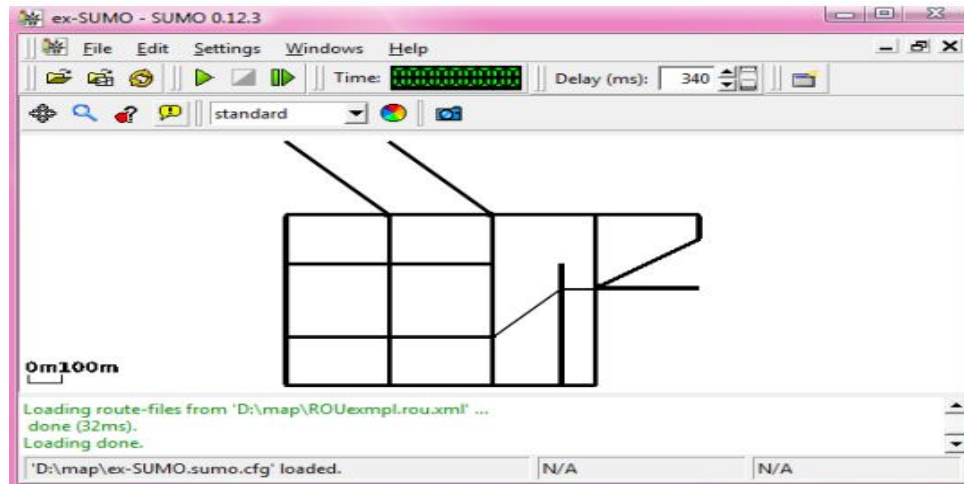 ex-SUMO - SUMO 0.12.3
File Edit Settings Windows Help
Time: Delay (ms): 340
standard
0m100m
Loading route-files from 'D:\map\ROUexmpl.rou.xml' ...
done (32ms).
Loading done.
'D:\map\ex-SUMO.sumo.cfg' loaded. N/A N/A